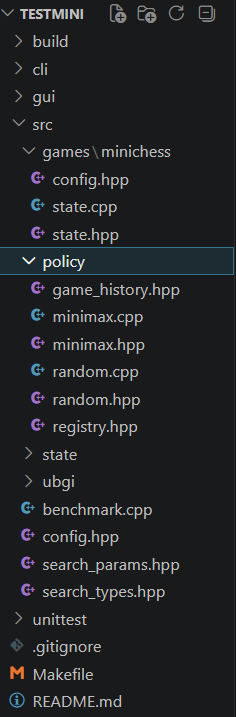 TESTMINI
build
cli
gui
src
games\minichess
config.hpp
state.cpp
state.hpp
policy
game_history.hpp
minimax.cpp
minimax.hpp
random.cpp
random.hpp
registry.hpp
state
ubgi
benchmark.cpp
config.hpp
search_params.hpp
search_types.hpp
unittest
.gitignore
Makefile
README.md